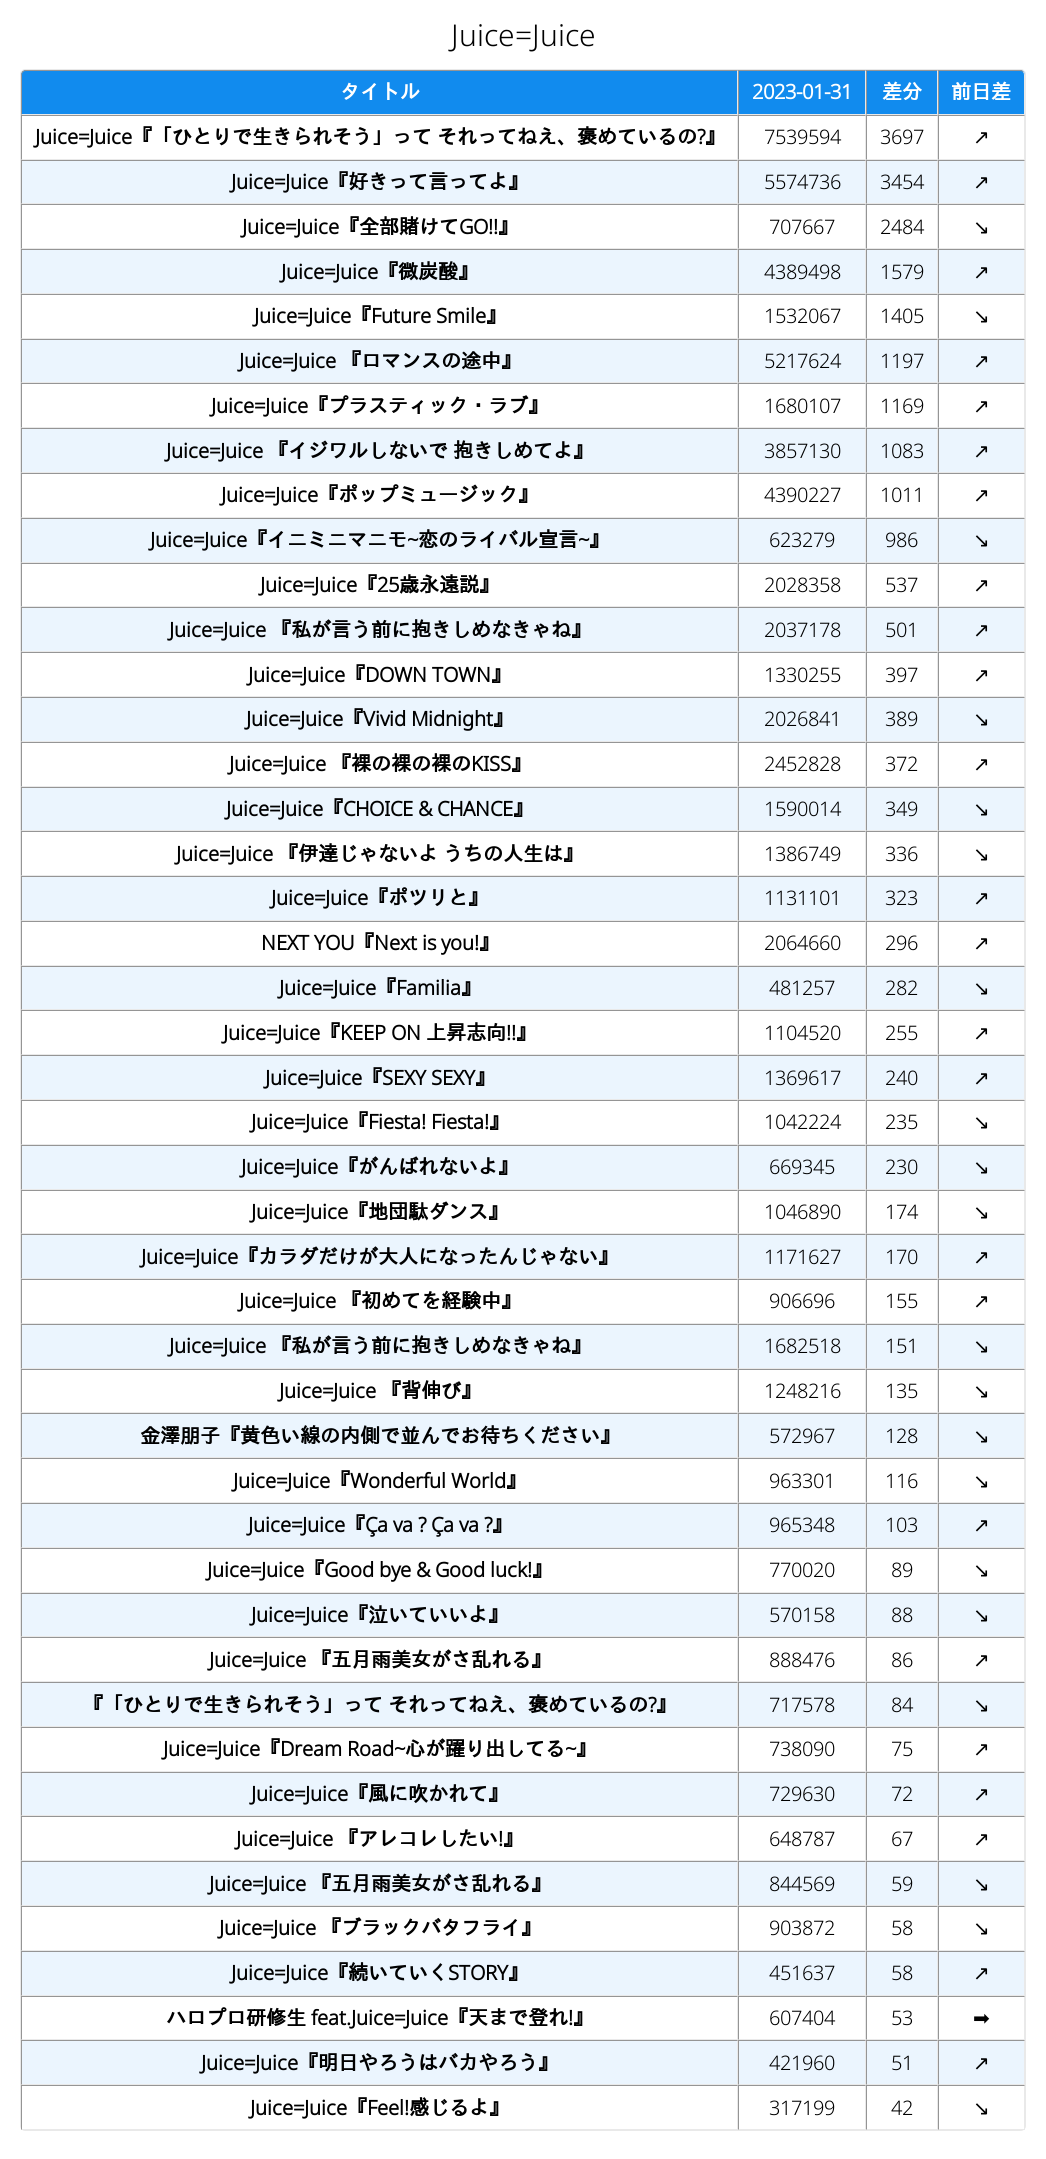 Juice=Juice
タイトル 2023-01-31 差分 前日差
Juice=Juice『「ひとりで生きられそう」って それってねえ、褒めているの?』 7539594 3697 ↗
Juice=Juice『好きって言ってよ』 5574736 3454 ↗
Juice=Juice『全部賭けてGO!!』 707667 2484 ↘
Juice=Juice『微炭酸』 4389498 1579 ↗
Juice=Juice『Future Smile』 1532067 1405 ↘
Juice=Juice 『ロマンスの途中』 5217624 1197 ↗
Juice=Juice『プラスティック・ラブ』 1680107 1169 ↗
Juice=Juice 『イジワルしないで 抱きしめてよ』 3857130 1083 ↗
Juice=Juice『ポップミュージック』 4390227 1011 ↗
Juice=Juice『イニミニマニモ~恋のライバル宣言~』 623279 986 ↘
Juice=Juice『25歳永遠説』 2028358 537 ↗
Juice=Juice 『私が言う前に抱きしめなきゃね』 2037178 501 ↗
Juice=Juice『DOWN TOWN』 1330255 397 ↗
Juice=Juice『Vivid Midnight』 2026841 389 ↘
Juice=Juice 『裸の裸の裸のKISS』 2452828 372 ↗
Juice=Juice『CHOICE & CHANCE』 1590014 349 ↘
Juice=Juice 『伊達じゃないよ うちの人生は』 1386749 336 ↘
Juice=Juice『ポツリと』 1131101 323 ↗
NEXT YOU『Next is you!』 2064660 296 ↗
Juice=Juice『Familia』 481257 282 ↘
Juice=Juice『KEEP ON 上昇志向!!』 1104520 255 ↗
Juice=Juice『SEXY SEXY』 1369617 240 ↗
Juice=Juice『Fiesta! Fiesta!』 1042224 235 ↘
Juice=Juice『がんばれないよ』 669345 230 ↘
Juice=Juice『地団駄ダンス』 1046890 174 ↘
Juice=Juice『カラダだけが大人になったんじゃない』 1171627 170 ↗
Juice=Juice 『初めてを経験中』 906696 155 ↗
Juice=Juice 『私が言う前に抱きしめなきゃね』 1682518 151 ↘
Juice=Juice 『背伸び』 1248216 135 ↘
金澤朋子『黄色い線の内側で並んでお待ちください』 572967 128 ↘
Juice=Juice『Wonderful World』 963301 116 ↘
Juice=Juice『Ça va ? Ça va ?』 965348 103 ↗
Juice=Juice『Good bye & Good luck!』 770020 89 ↘
Juice=Juice『泣いていいよ』 570158 88 ↘
Juice=Juice 『五月雨美女がさ乱れる』 888476 86 ↗
『「ひとりで生きられそう」って それってねえ、褒めているの?』 717578 84 ↘
Juice=Juice『Dream Road~心が躍り出してる~』 738090 75 ↗
Juice=Juice『風に吹かれて』 729630 72 ↗
Juice=Juice 『アレコレしたい!』 648787 67 ↗
Juice=Juice 『五月雨美女がさ乱れる』 844569 59 ↘
Juice=Juice 『ブラックバタフライ』 903872 58 ↘
Juice=Juice『続いていくSTORY』 451637 58 ↗
ハロプロ研修生 feat.Juice=Juice『天まで登れ!』 607404 53 ➡
Juice=Juice『明日やろうはバカやろう』 421960 51 ↗
Juice=Juice『Feel!感じるよ』 317199 42 ↘